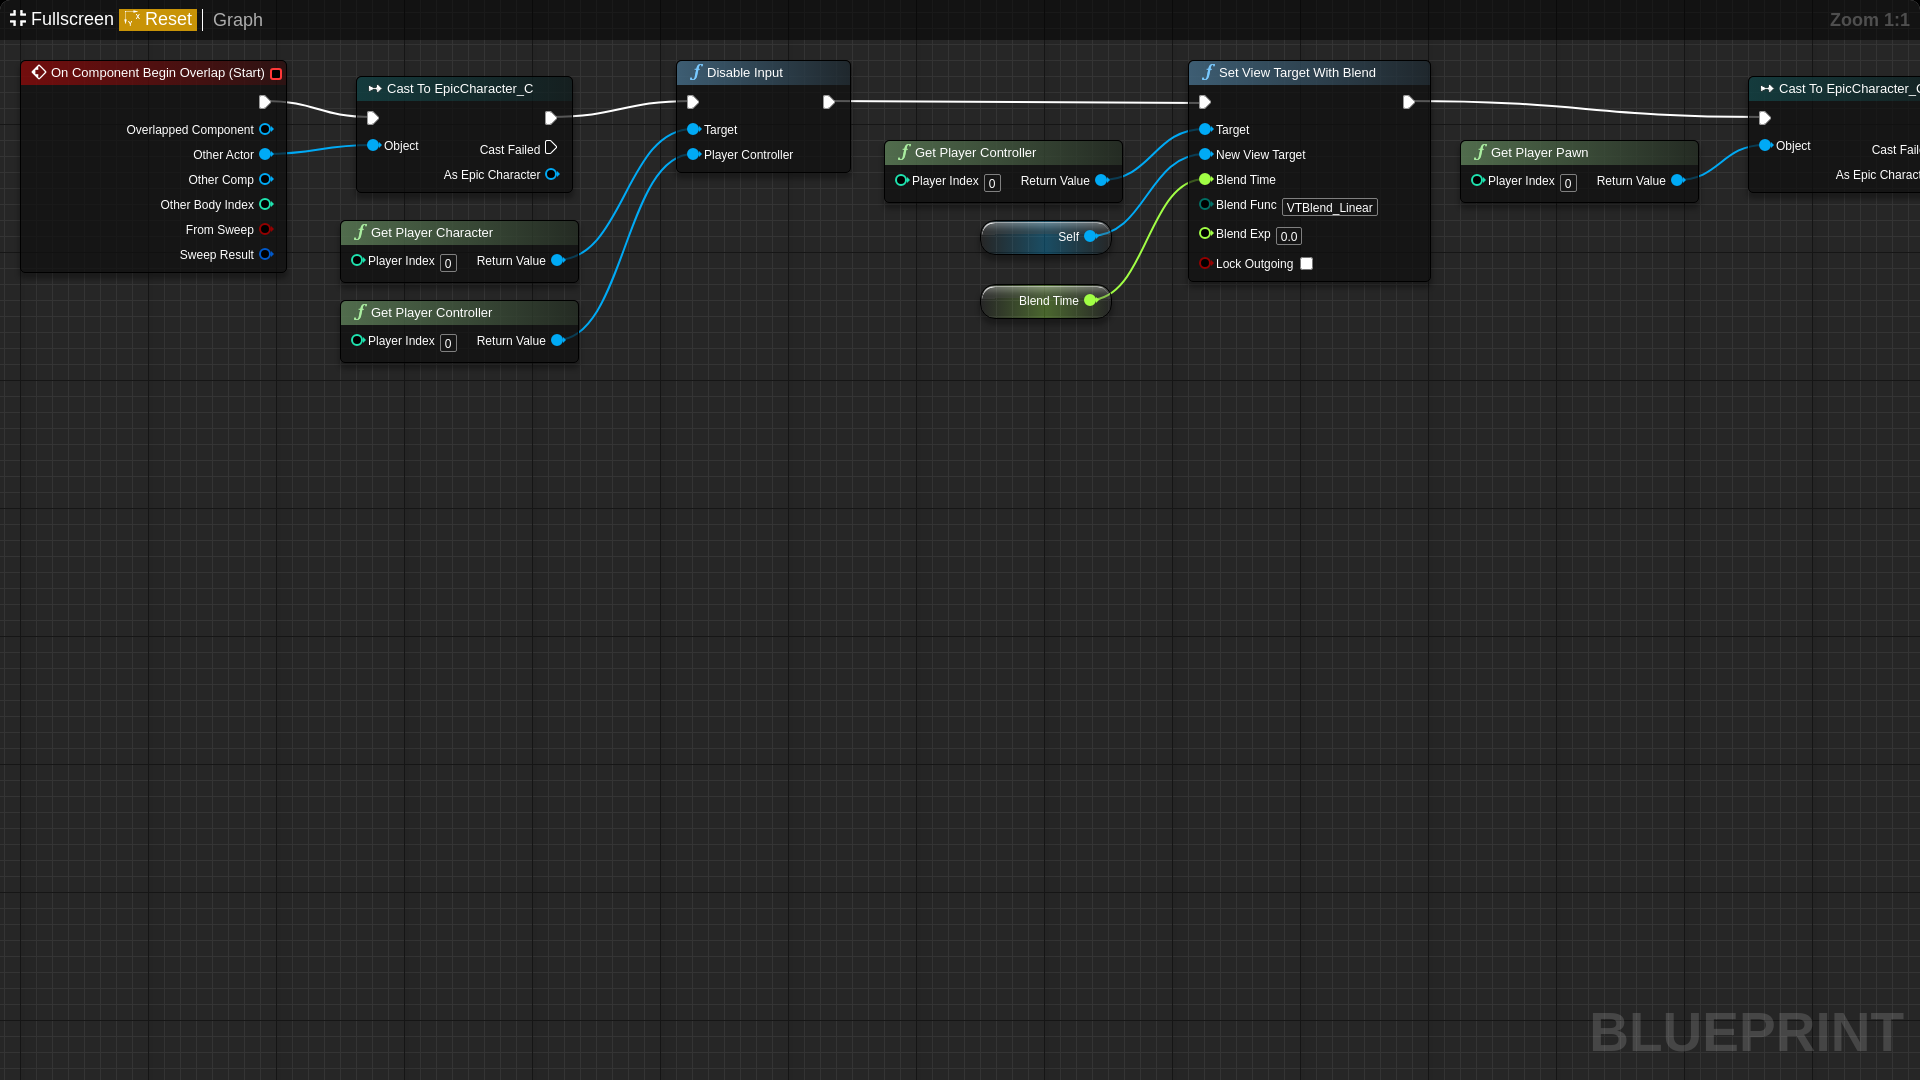 Fullscreen Reset Graph
Zoom 1:1
On Component Begin Overlap (Start)
Overlapped Component
Other Actor
Other Comp
Other Body Index
From Sweep
Sweep Result
Cast To EpicCharacter_C
Object
Cast Failed
As Epic Character
Get Player Character
Player Index 0 Return Value
Get Player Controller
Player Index 0 Return Value
Disable Input
Target
Player Controller
Get Player Controller
Player Index 0 Return Value
Self
Blend Time
Set View Target With Blend
Target
New View Target
Blend Time
Blend Func VTBlend_Linear
Blend Exp 0.0
Lock Outgoing
Get Player Pawn
Player Index 0 Return Value
Cast To EpicCharacter_
Object
Cast Faile
As Epic Charact
BLUEPRINT